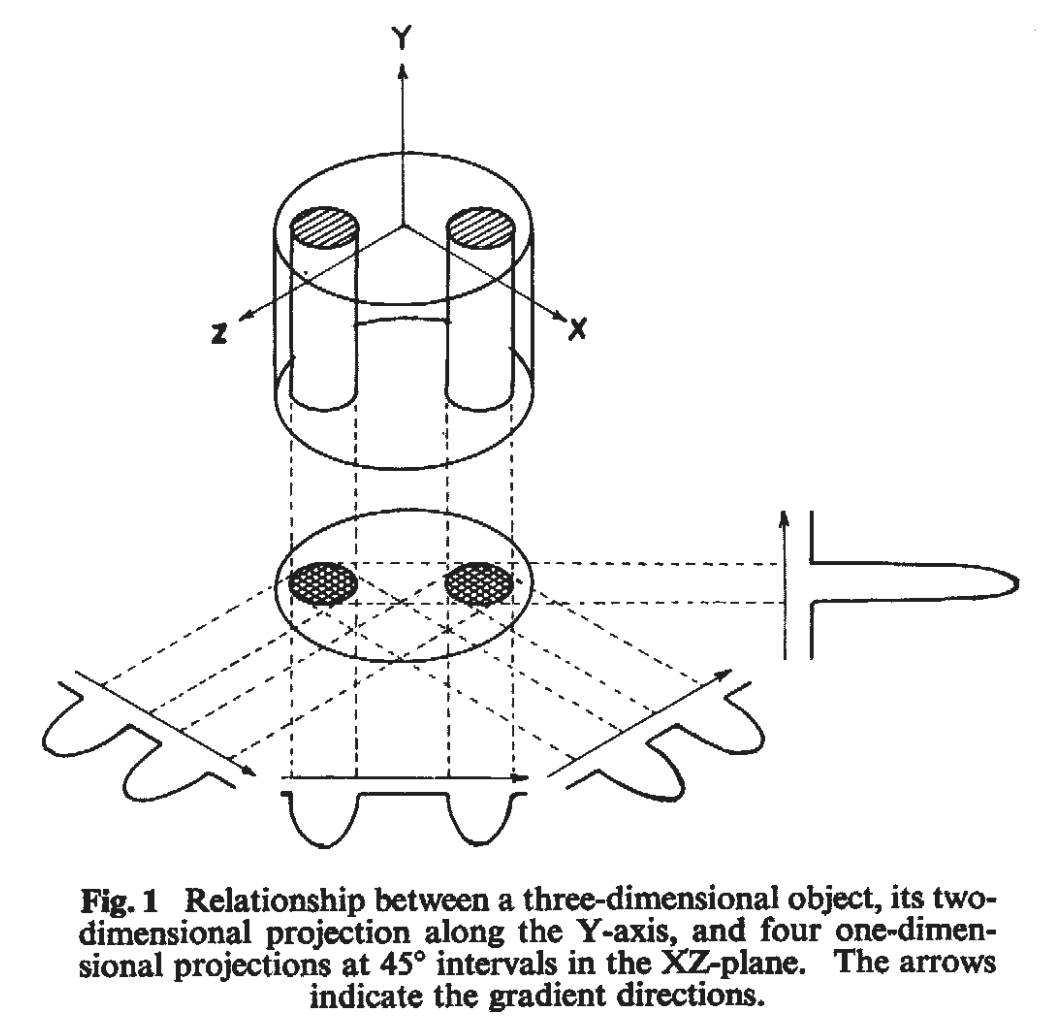 Y
Z
X
Fig. 1 Relationship between a three-dimensional object, its two-
dimensional projection along the Y-axis, and four one-dimen-
sional projections at 45° intervals in the XZ-plane. The arrows
indicate the gradient directions.